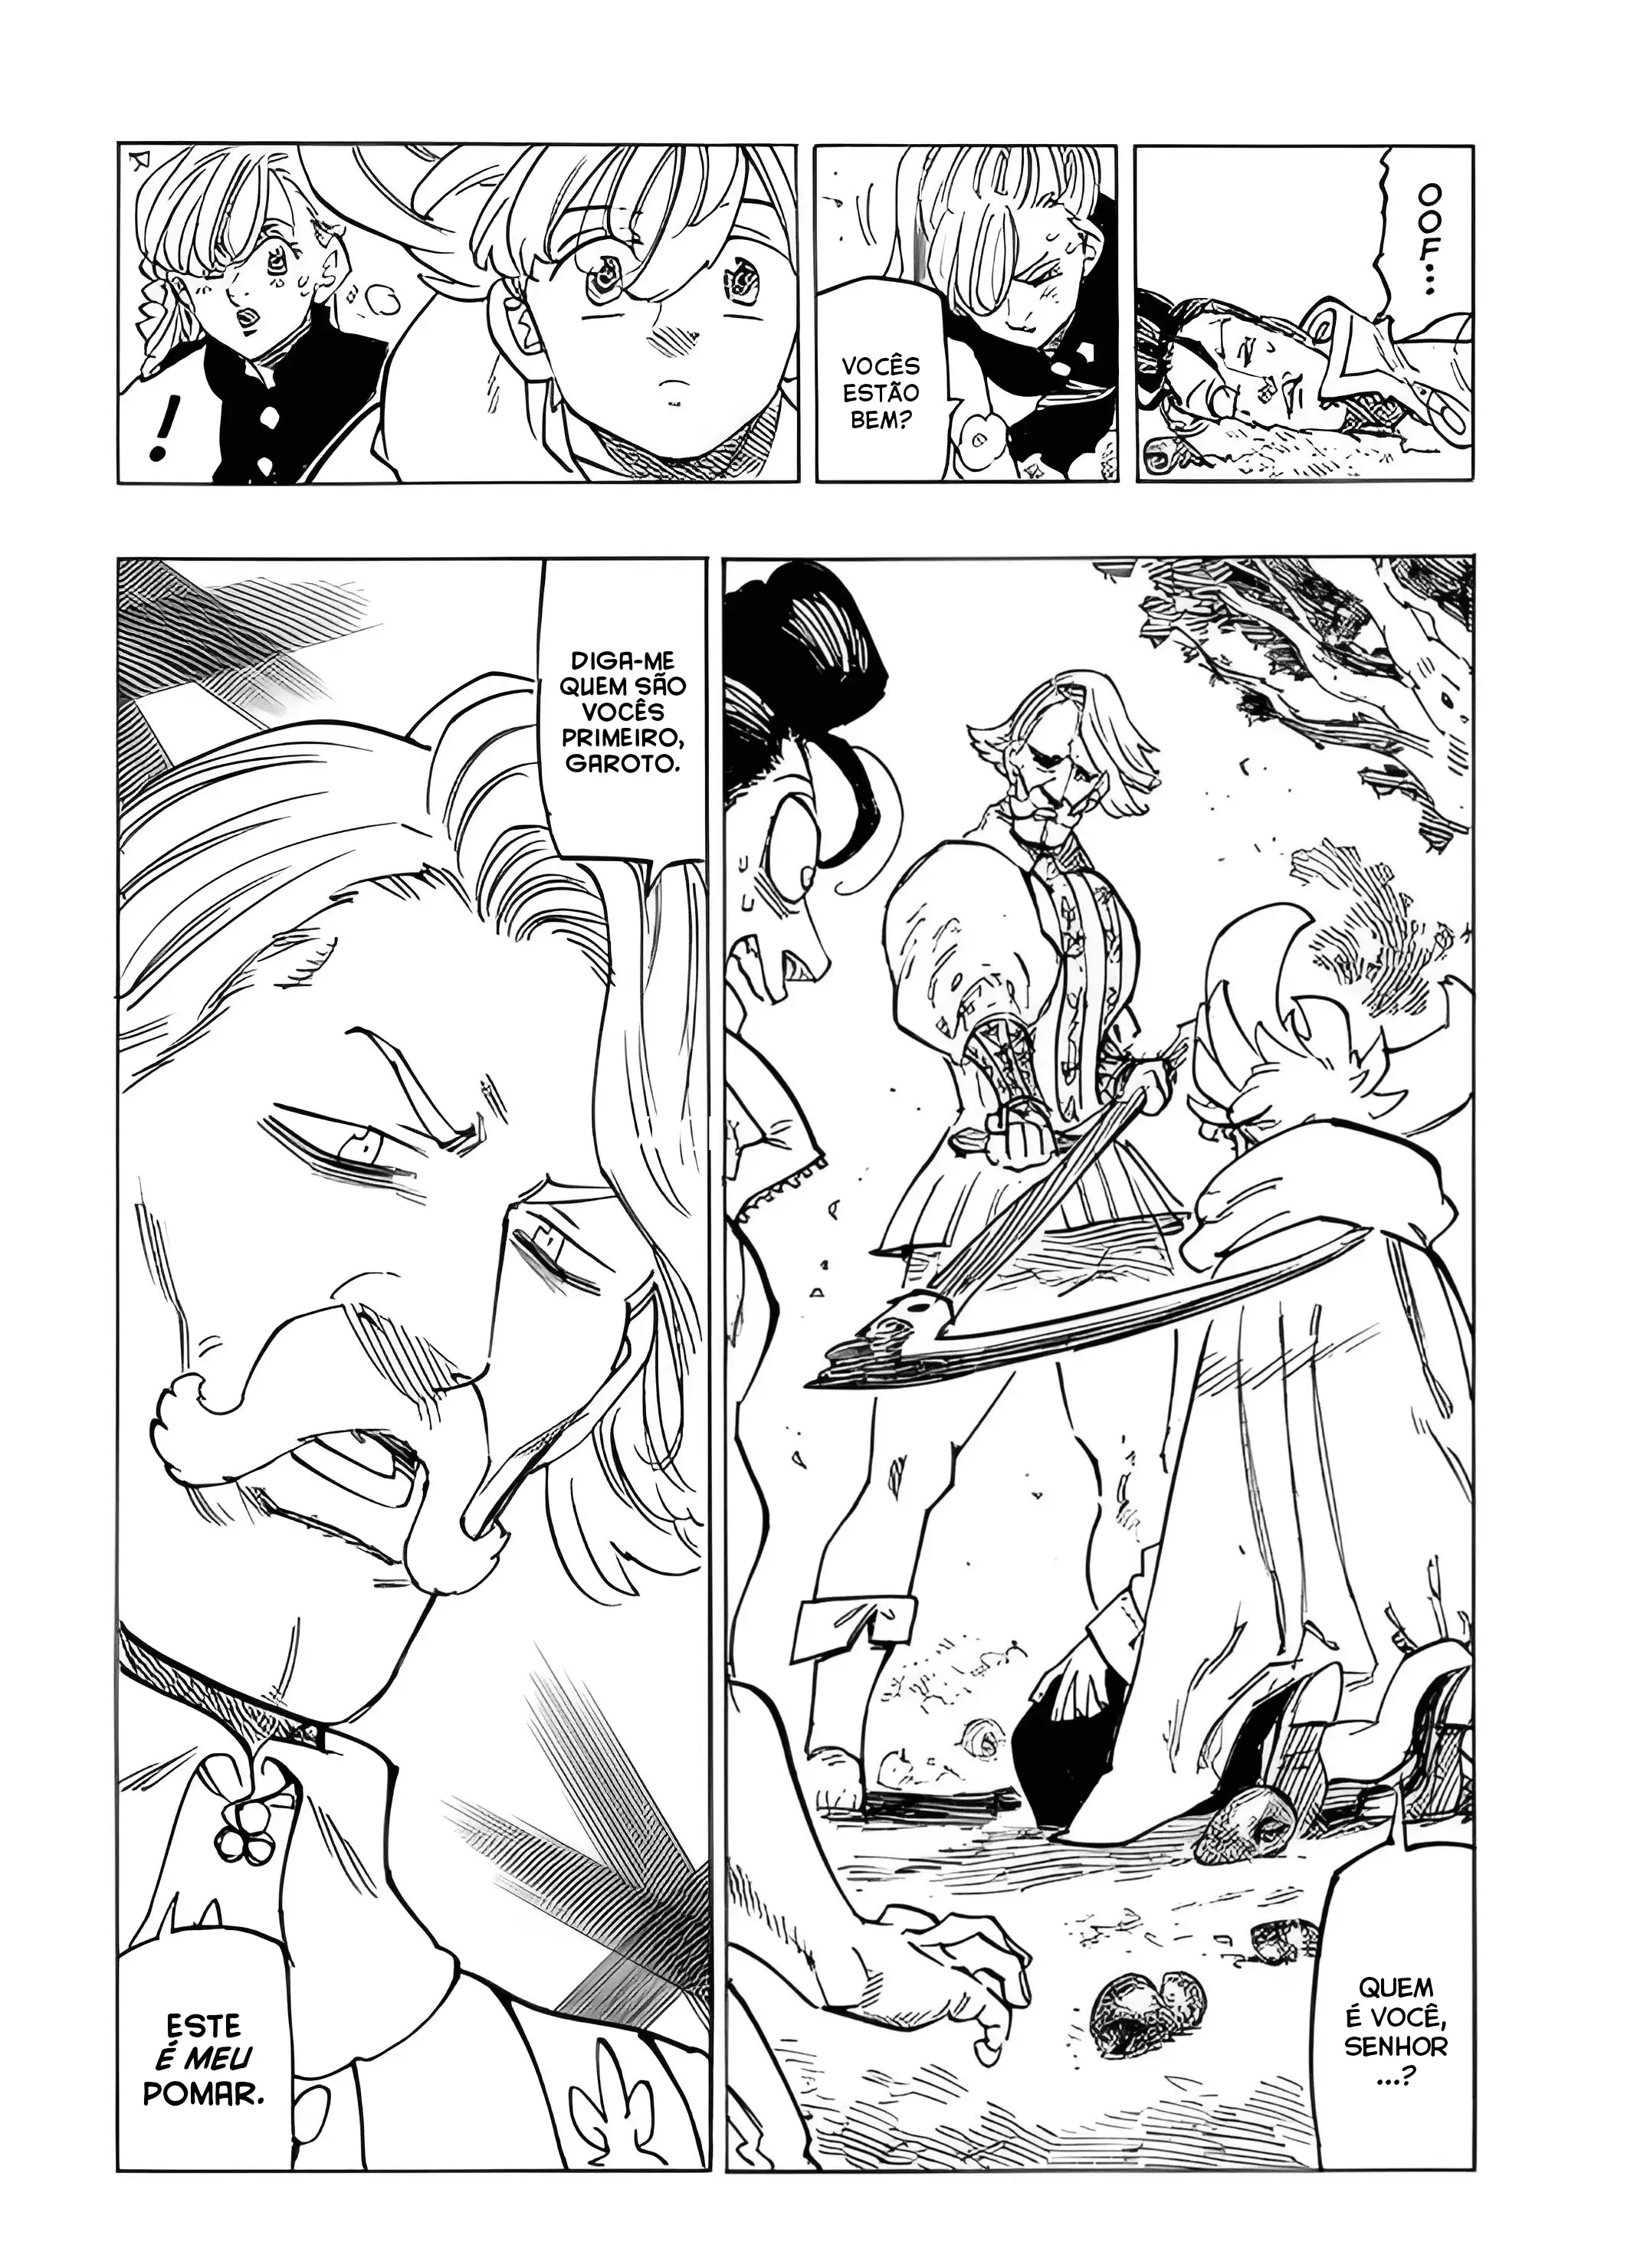 OOF...
VOCÊS
ESTÃO
BEM?
!
QUEM
É VOCÊ,
SENHOR
...?
DIGA-ME
QUEM SÃO
VOCÊS
PRIMEIRO,
GAROTO.
ESTE
É MEU
POMAR.